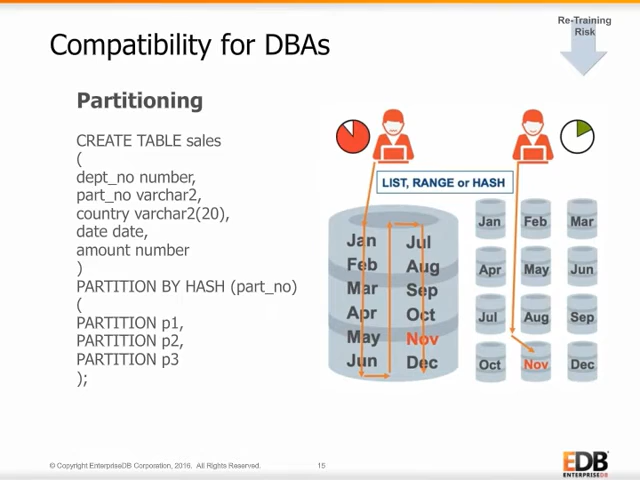 Re-Training
Risk
Compatibility for DBAs
Partitioning
CREATE TABLE sales
(
dept_no number,
part_no varchar2,
country varchar2(20),
date date,
amount number
)
PARTITION BY HASH (part_no)
(
PARTITION p1,
PARTITION p2,
PARTITION p3
);
LIST, RANGE or HASH
Jan Jul
Feb Aug
Mar Sep
Apr Oct
May Nov
Jun Dec
Jan Feb Mar
Apr May Jun
Jul Aug Sep
Oct Nov Dec
© Copyright EnterpriseDB Corporation, 2016. All Rights Reserved.
15
EDB
ENTERPRISEDB